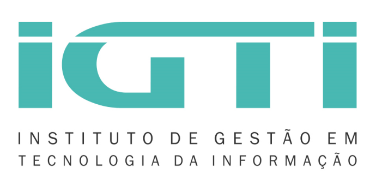 iGTi
INSTITUTO DE GESTÃO EM
TECNOLOGIA DA INFORMAÇÃO